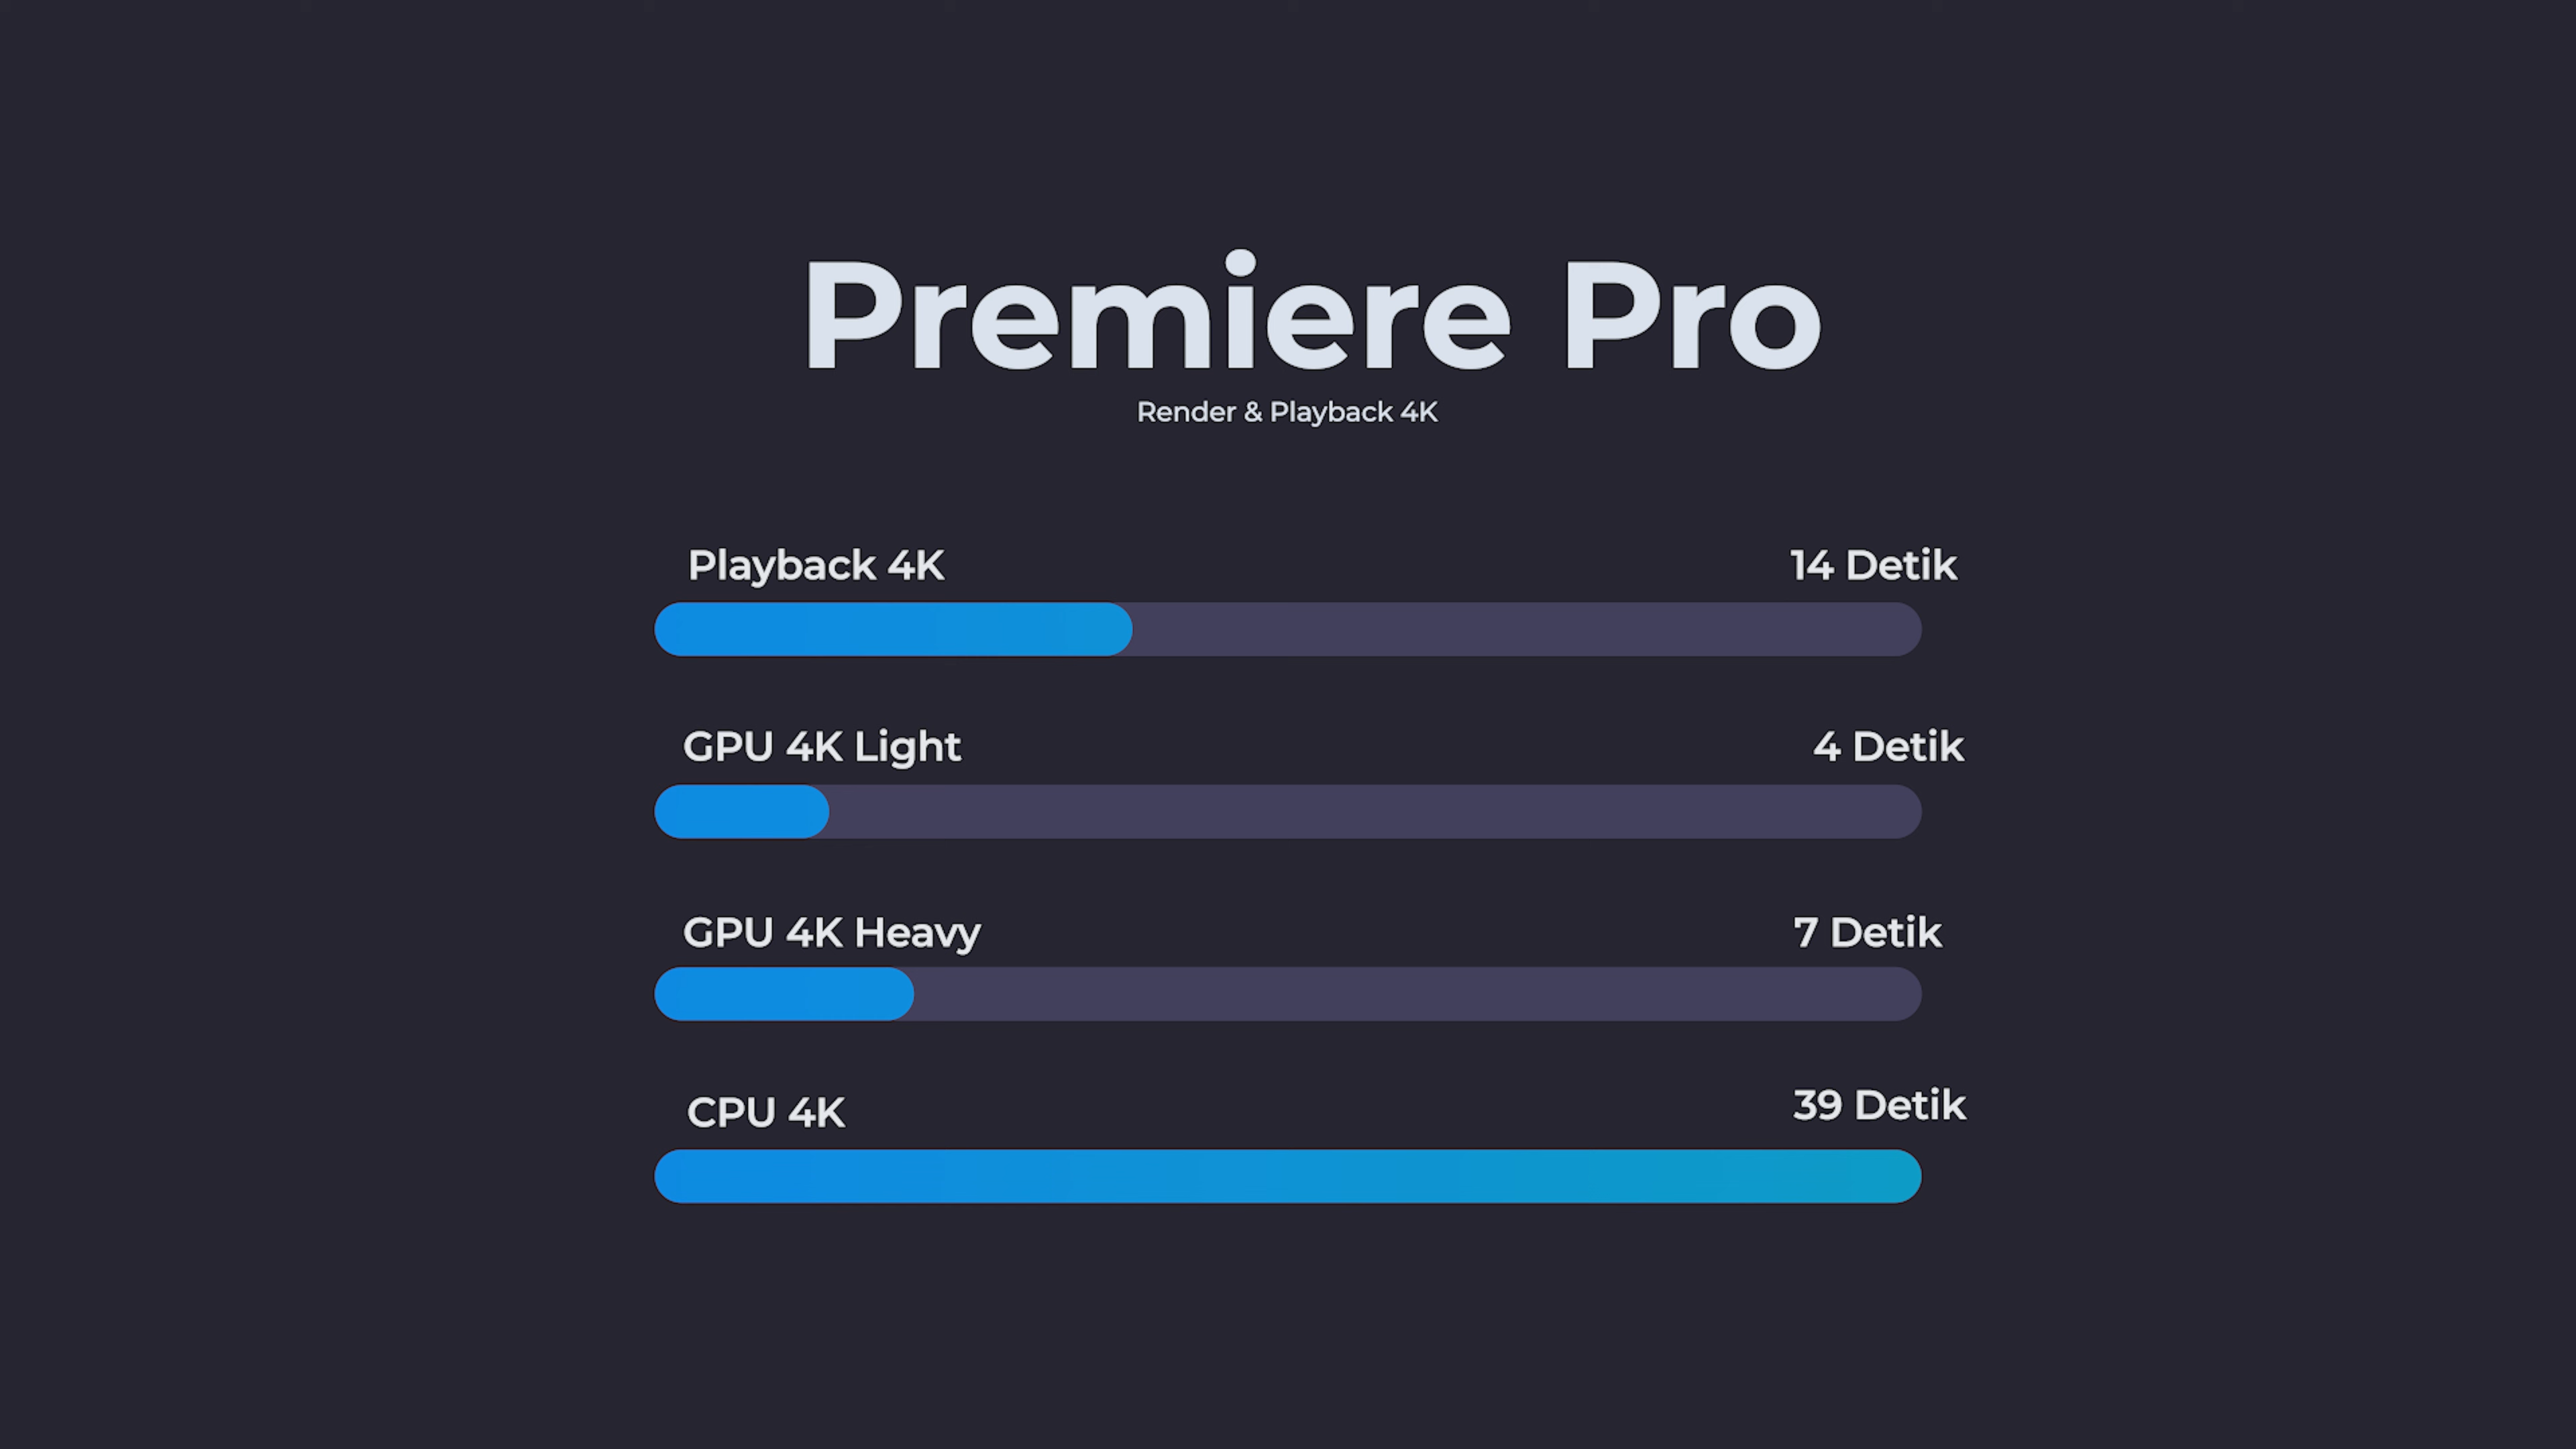 Premiere Pro
Render & Playback 4K
Playback 4K 14 Detik
GPU 4K Light 4 Detik
GPU 4K Heavy 7 Detik
CPU 4K 39 Detik